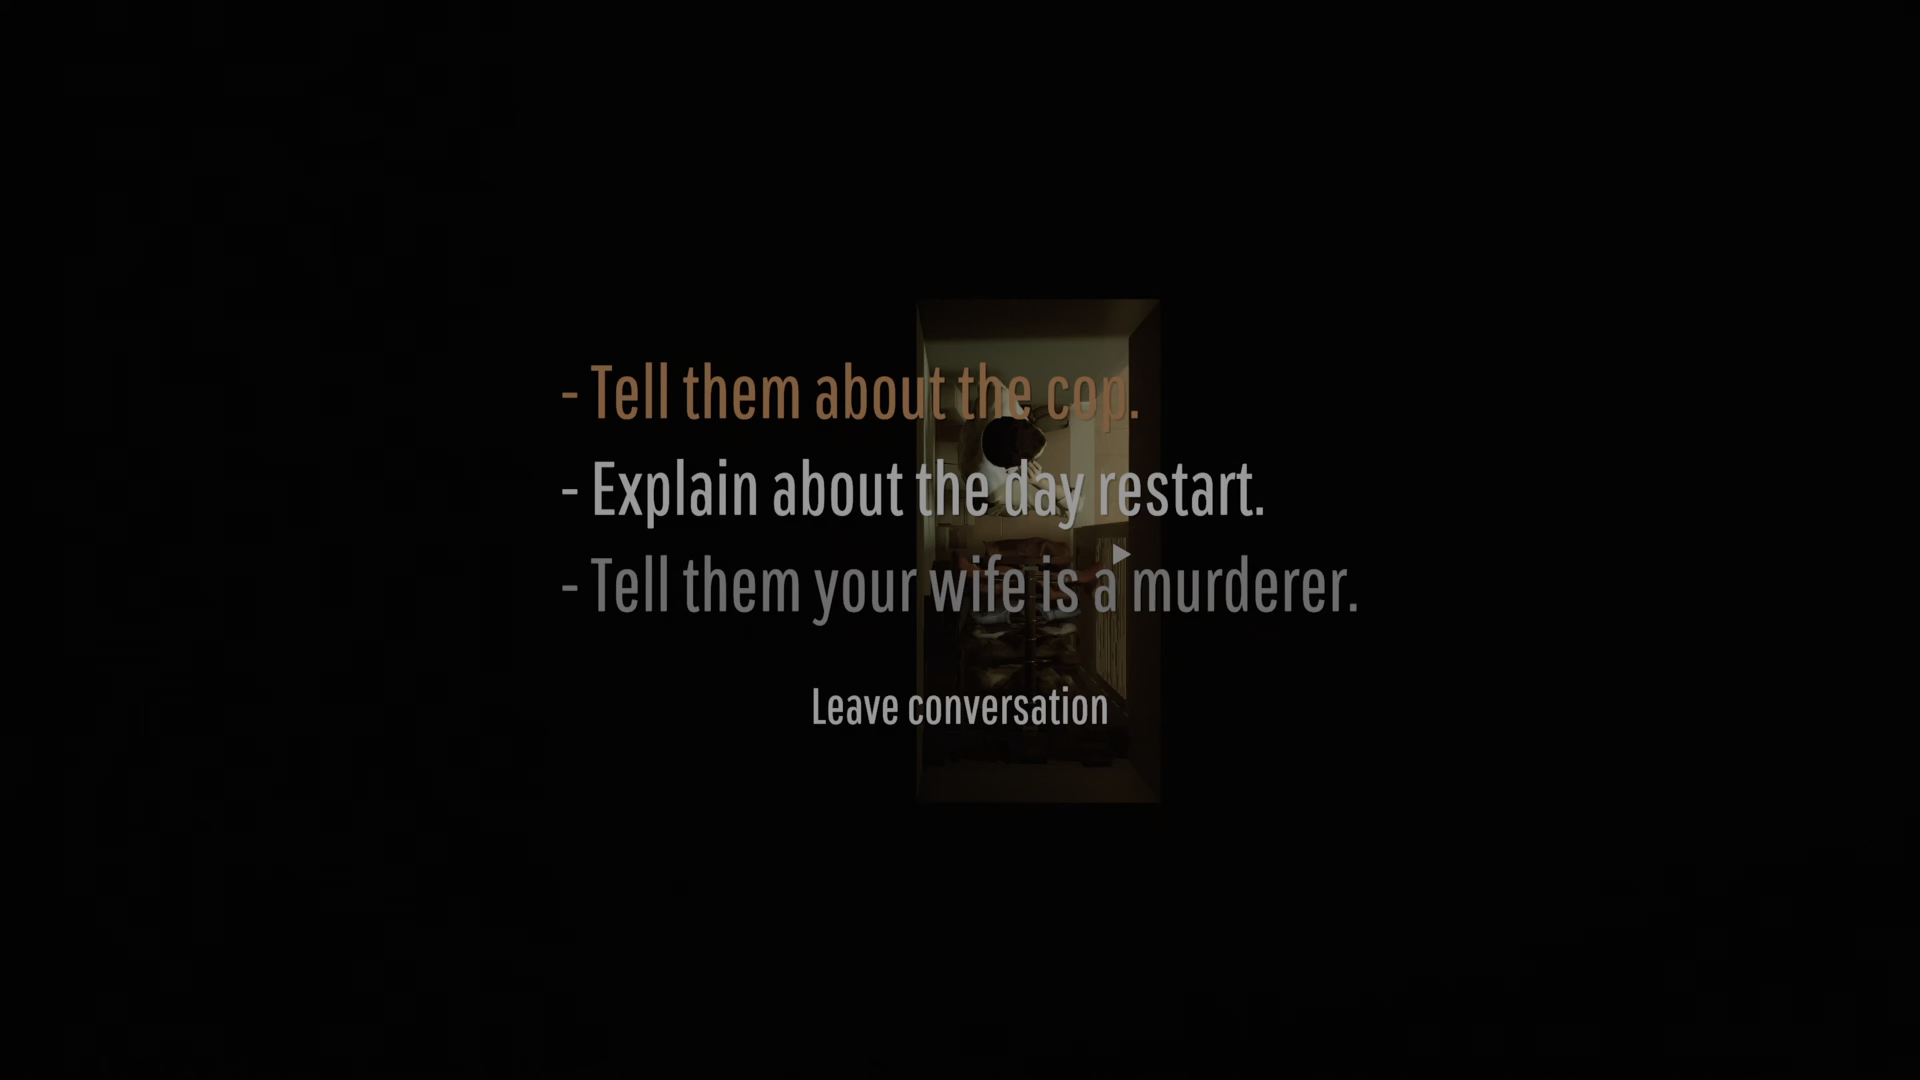 - Tell them about the cop.
- Explain about the day restart.
- Tell them your wife is a murderer.
Leave conversation